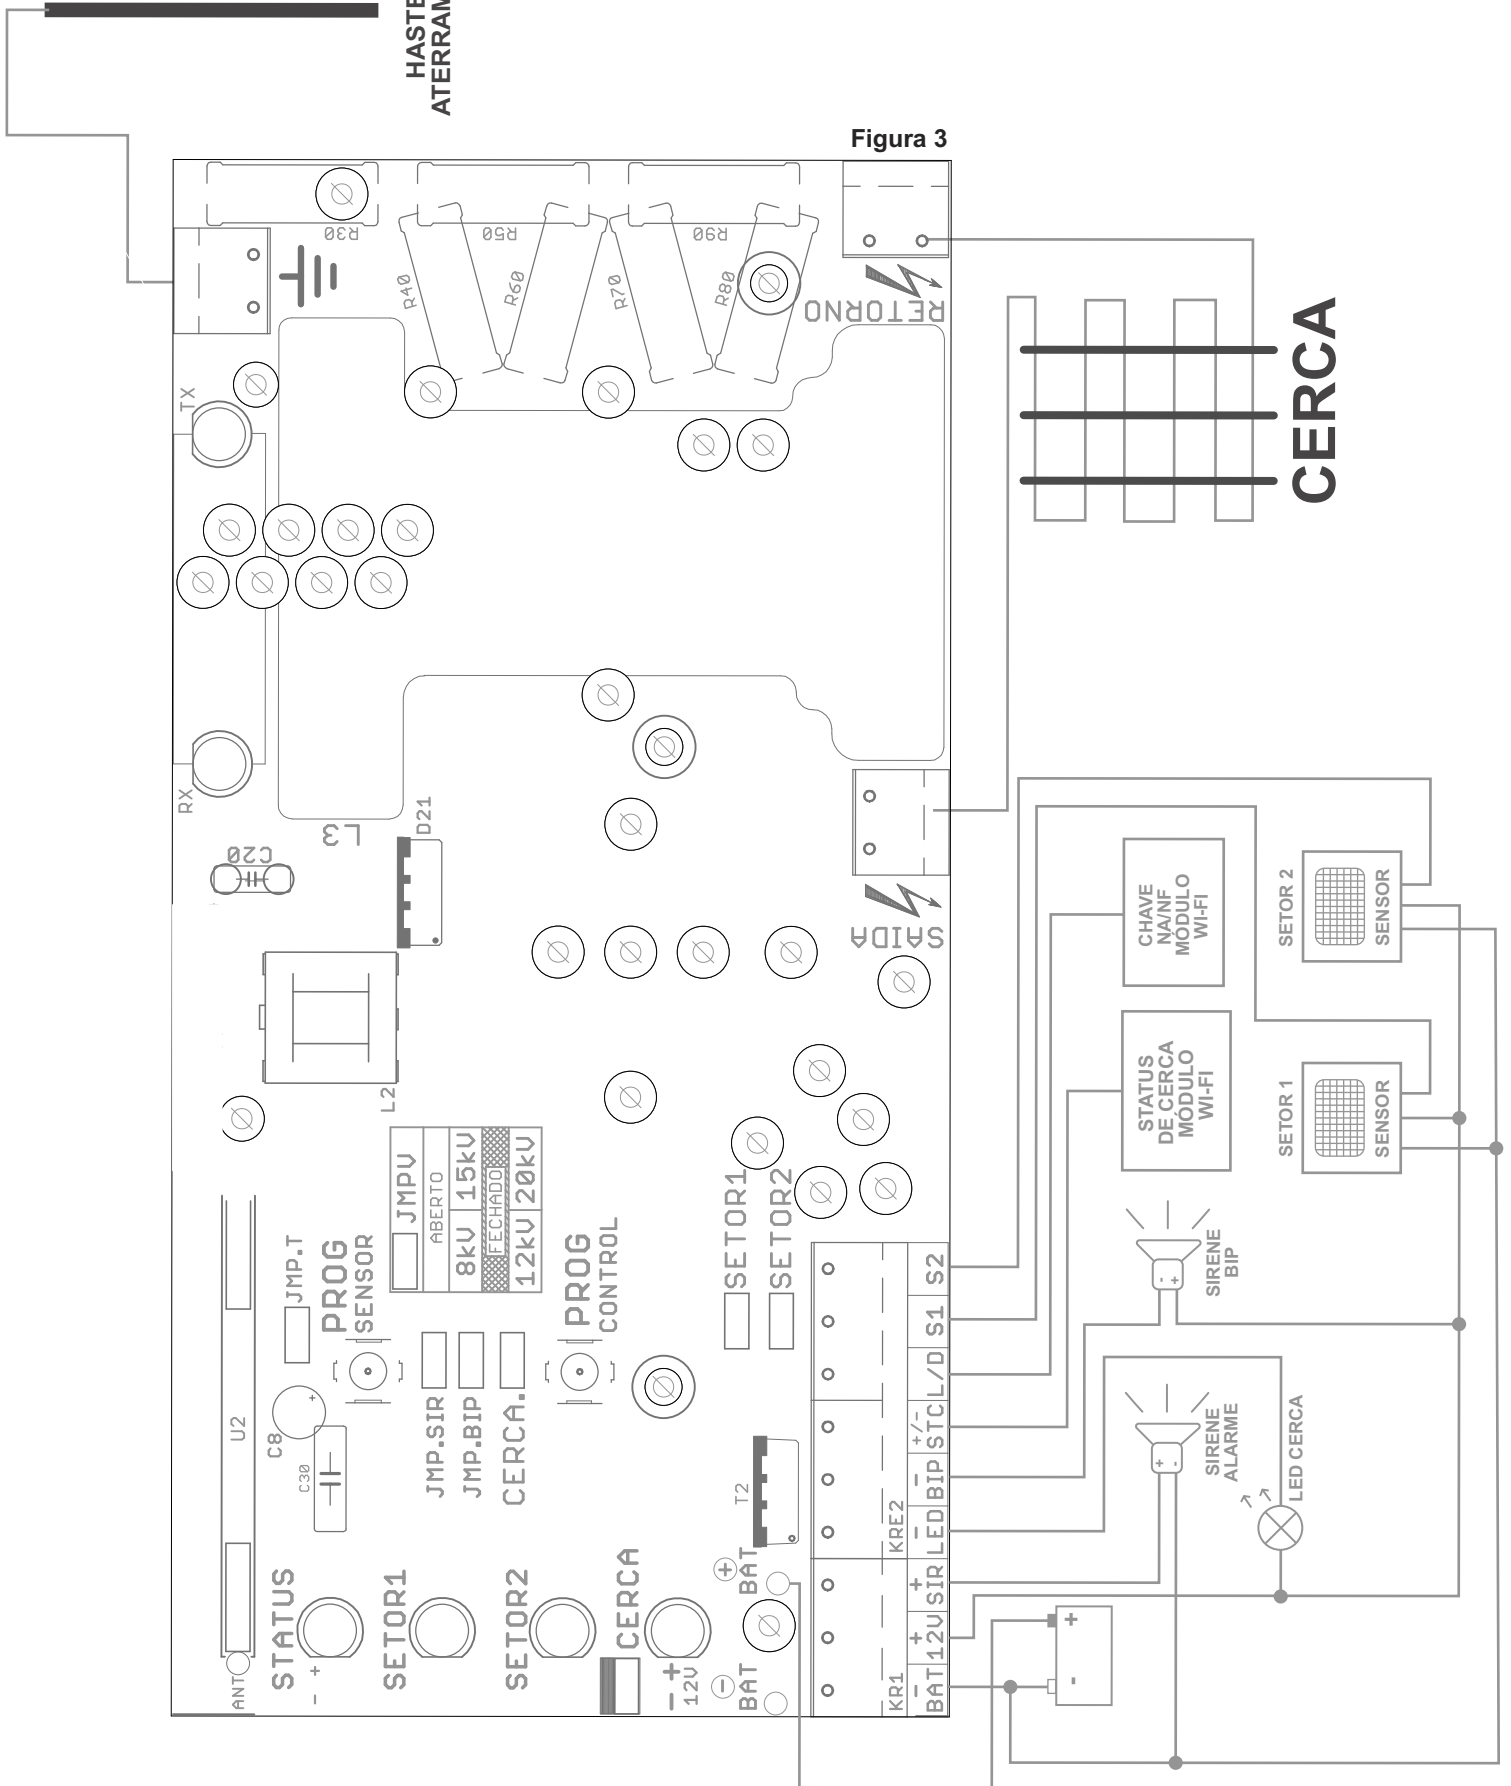 HASTE
ATERRAM
Figura 3
R30
R50
R90
R40
R60
R70
R80
RETORNO
CERCA
TX
RX
L3
D21
C20
SAIDA
L2
CHAVE
NA/NF
MÓDULO
WI-FI
SETOR 2
SENSOR
STATUS
DE CERCA
MÓDULO
WI-FI
SETOR 1
SENSOR
JMPV
ABERTO
8kV 15kV
FECHADO
12kV 20kV
JMP.T
PROG
SENSOR
PROG
CONTROL
SETOR1
SETOR2
U2
C8
+
C30
JMP.SIR
JMP.BIP
CERCA.
T2
S2
S1
L/D
+/-
STC
-
BIP
-
LED
+
SIR
+
12V
-
BAT
KRE2
KR1
- +
SIRENE
BIP
+ -
SIRENE
ALARME
LED CERCA
STATUS
SETOR1
SETOR2
CERCA
+
BAT
-
BAT
- +
12V
ANT
- +
+
-